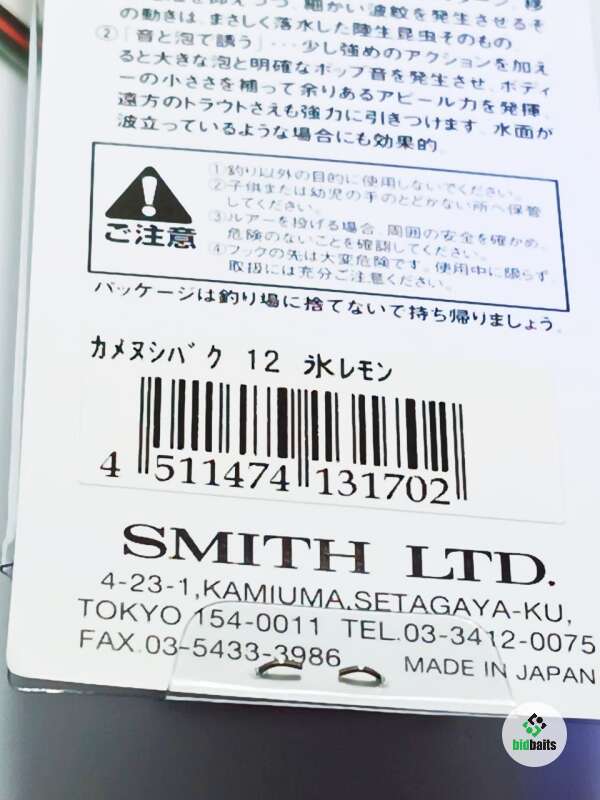 細かい波紋を発生させるそ
の動きは、まさしく落水した陸生昆虫そのもの。
②「音と泡で誘う」…少し強めのアクションを加え
ると大きな泡と明確なポップ音を発生させ、ボディ
ーの小ささを補って余りあるアピール力を発揮。
遠方のトラウトさえも強力に引きつけます。水面が
波立っているような場合にも効果的。
ご注意
①釣り以外の目的に使用しないでください。
②子供または幼児の手のとどかない所へ保管
してください。
③ルアーを投げる場合、周囲の安全を確かめ、
危険のないことを確認してください。
④フックの先は大変危険です。使用中に限らず、
取扱には充分ご注意ください。
パッケージは釣り場に捨てないで持ち帰りましょう。
カメヌシバク 12 氷レモン
4 511474 131702
SMITH LTD.
4-23-1,KAMIUMA,SETAGAYA-KU,
TOKYO 154-0011 TEL.03-3412-0075
FAX.03-5433-3986 MADE IN JAPAN
bidbaits